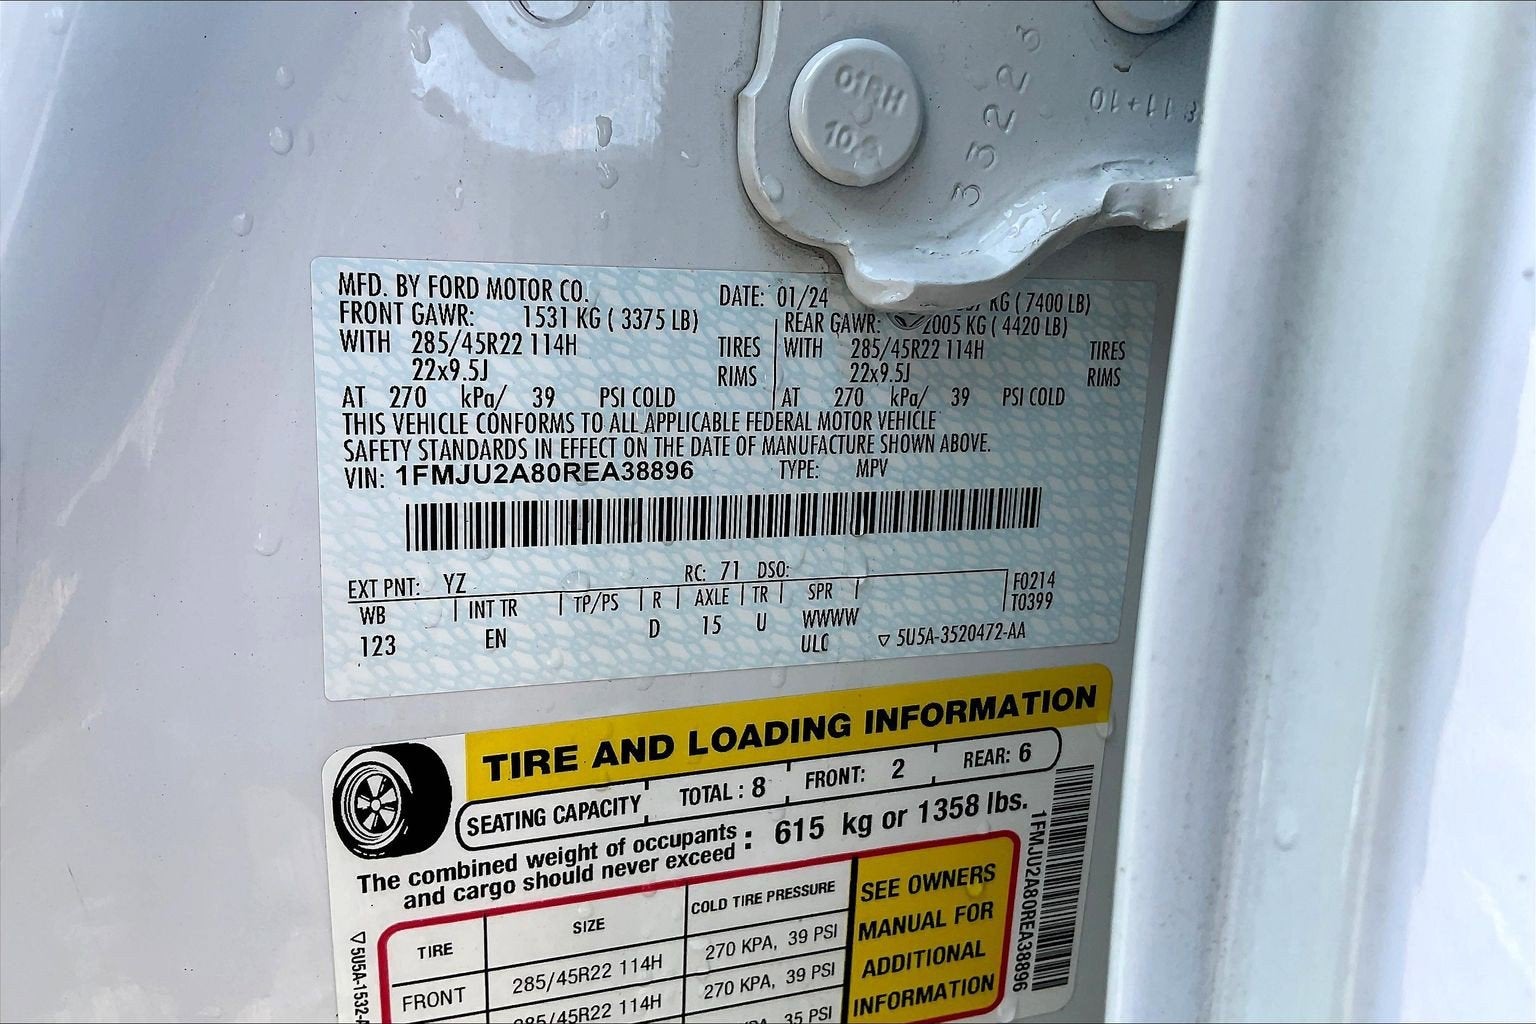 01RH
10.9
33223
MFD. BY FORD MOTOR CO. DATE: 01/24 KG ( 7400 LB)
FRONT GAWR: 1531 KG ( 3375 LB) REAR GAWR: 2005 KG ( 4420 LB)
WITH 285/45R22 114H TIRES WITH 285/45R22 114H TIRES
22x9.5J RIMS 22x9.5J RIMS
AT 270 kPa/ 39 PSI COLD AT 270 kPa/ 39 PSI COLD
THIS VEHICLE CONFORMS TO ALL APPLICABLE FEDERAL MOTOR VEHICLE
SAFETY STANDARDS IN EFFECT ON THE DATE OF MANUFACTURE SHOWN ABOVE.
VIN: 1FMJU2A80REA38896 TYPE: MPV
EXT PNT: YZ RC: 71 DSO: F0214
WB INT TR TP/PS R AXLE TR SPR T0399
123 EN D 15 U WWWW
ULC ▽ 5U5A-3520472-AA
TIRE AND LOADING INFORMATION
SEATING CAPACITY TOTAL : 8 FRONT: 2 REAR: 6
The combined weight of occupants and cargo should never exceed : 615 kg or 1358 lbs.
TIRE SIZE COLD TIRE PRESSURE
FRONT 285/45R22 114H 270 KPA, 39 PSI
285/45R22 114H 270 KPA, 39 PSI
35 PSI
SEE OWNERS
MANUAL FOR
ADDITIONAL
INFORMATION
1FMJU2A80REA38896
▽ 5U5A-1532-